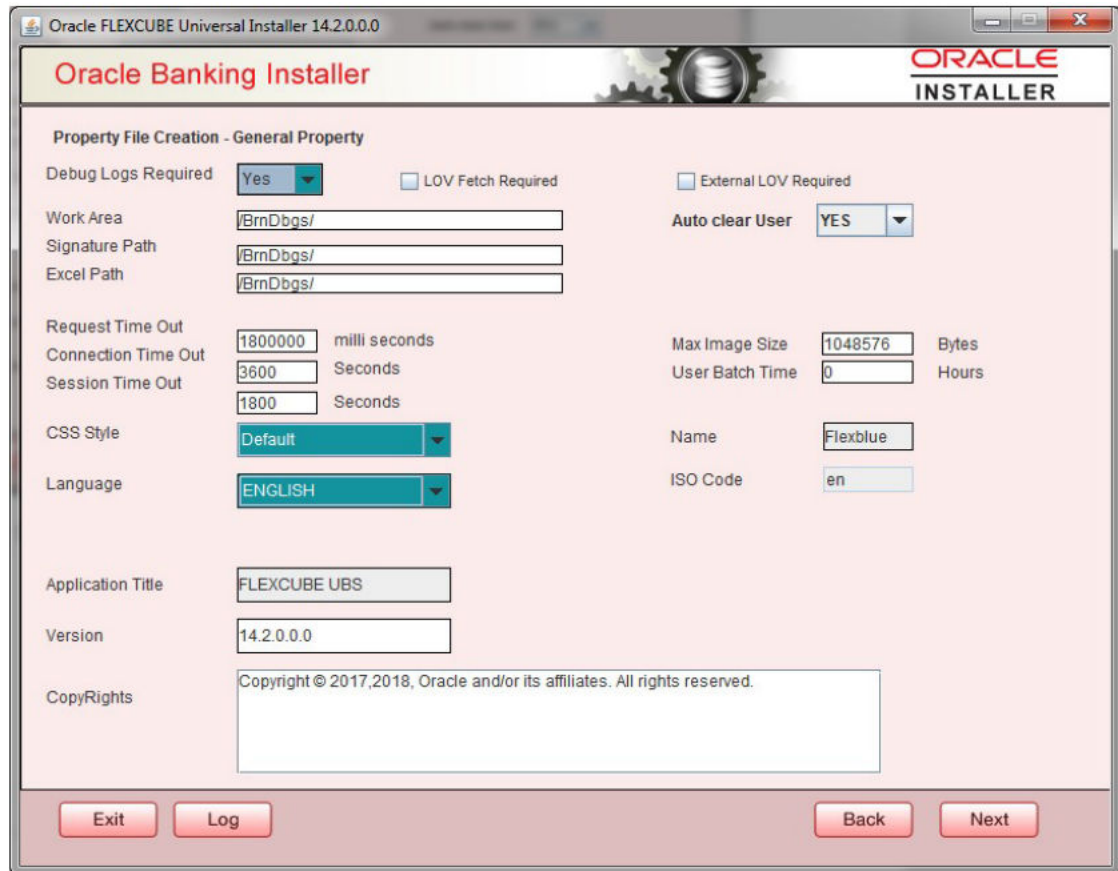 Oracle FLEXCUBE Universal Installer 14.2.0.0.0
Oracle Banking Installer
ORACLE
INSTALLER
Property File Creation - General Property
Debug Logs Required Yes LOV Fetch Required External LOV Required
Work Area /BrnDbgs/ Auto clear User YES
Signature Path /BrnDbgs/
Excel Path /BrnDbgs/
Request Time Out 1800000 milli seconds Max Image Size 1048576 Bytes
Connection Time Out 3600 Seconds User Batch Time 0 Hours
Session Time Out 1800 Seconds
CSS Style Default Name Flexblue
Language ENGLISH ISO Code en
Application Title FLEXCUBE UBS
Version 14.2.0.0.0
CopyRights Copyright © 2017,2018, Oracle and/or its affiliates. All rights reserved.
Exit Log Back Next